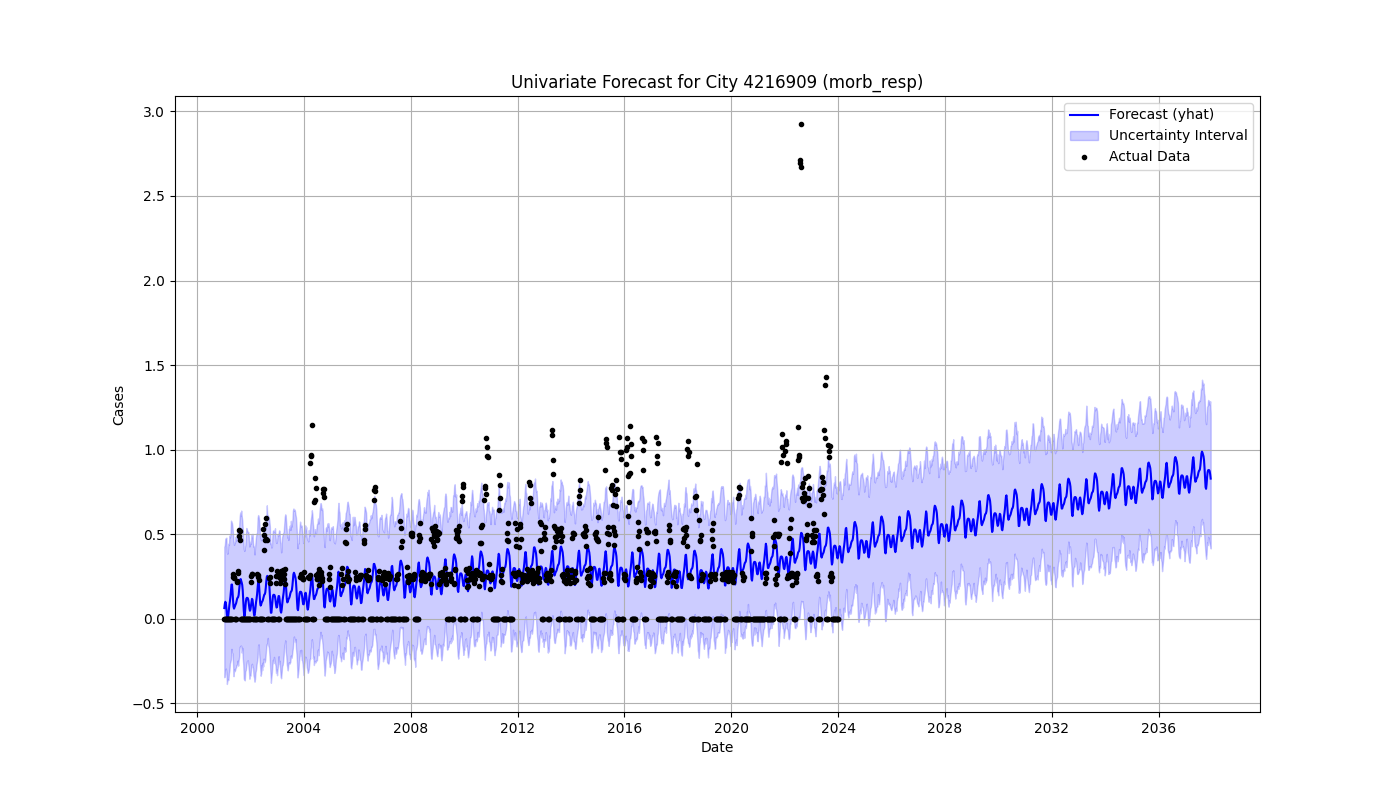 Univariate Forecast for City 4216909 (morb_resp)
Forecast (yhat)
Uncertainty Interval
Actual Data
Cases
3.0
2.5
2.0
1.5
1.0
0.5
0.0
−0.5
2000 2004 2008 2012 2016 2020 2024 2028 2032 2036
Date